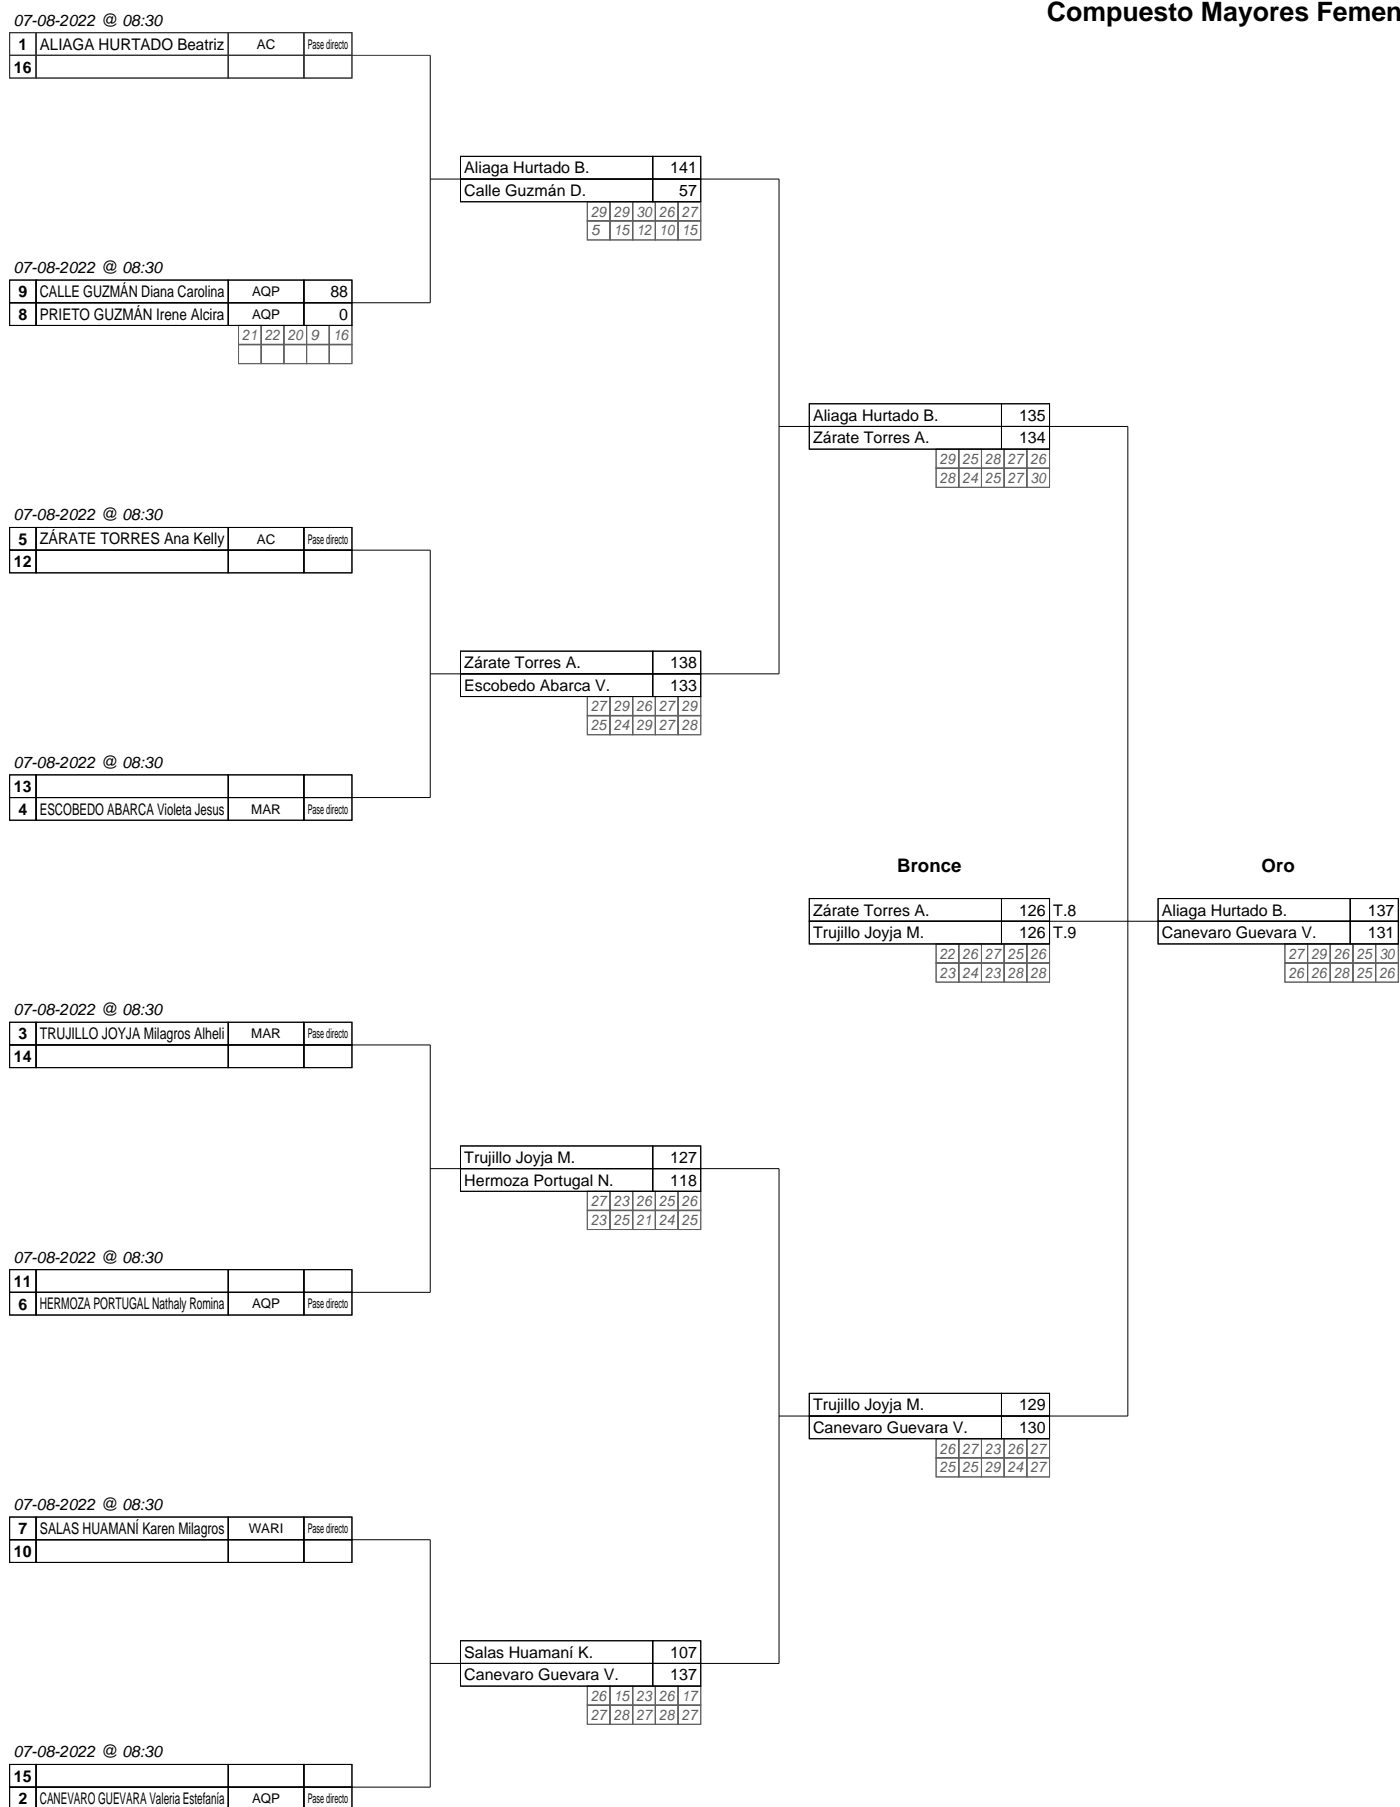 Compuesto Mayores Femen
07-08-2022 @ 08:30
1 ALIAGA HURTADO Beatriz AC Pase directo
16
Aliaga Hurtado B. 141
Calle Guzmán D. 57
29 29 30 26 27
5 15 12 10 15
07-08-2022 @ 08:30
9 CALLE GUZMÁN Diana Carolina AQP 88
8 PRIETO GUZMÁN Irene Alcira AQP 0
21 22 20 9 16
Aliaga Hurtado B. 135
Zárate Torres A. 134
29 25 28 27 26
28 24 25 27 30
07-08-2022 @ 08:30
5 ZÁRATE TORRES Ana Kelly AC Pase directo
12
Zárate Torres A. 138
Escobedo Abarca V. 133
27 29 26 27 29
25 24 29 27 28
07-08-2022 @ 08:30
13
4 ESCOBEDO ABARCA Violeta Jesus MAR Pase directo
Bronce Oro
Zárate Torres A. 126 T.8 Aliaga Hurtado B. 137
Trujillo Joyja M. 126 T.9 Canevaro Guevara V. 131
22 26 27 25 26 27 29 26 25 30
23 24 23 28 28 26 26 28 25 26
07-08-2022 @ 08:30
3 TRUJILLO JOYJA Milagros Alheli MAR Pase directo
14
Trujillo Joyja M. 127
Hermoza Portugal N. 118
27 23 26 25 26
23 25 21 24 25
07-08-2022 @ 08:30
11
6 HERMOZA PORTUGAL Nathaly Romina AQP Pase directo
Trujillo Joyja M. 129
Canevaro Guevara V. 130
26 27 23 26 27
25 25 29 24 27
07-08-2022 @ 08:30
7 SALAS HUAMANÍ Karen Milagros WARI Pase directo
10
Salas Huamaní K. 107
Canevaro Guevara V. 137
26 15 23 26 17
27 28 27 28 27
07-08-2022 @ 08:30
15
2 CANEVARO GUEVARA Valeria Estefanía AQP Pase directo